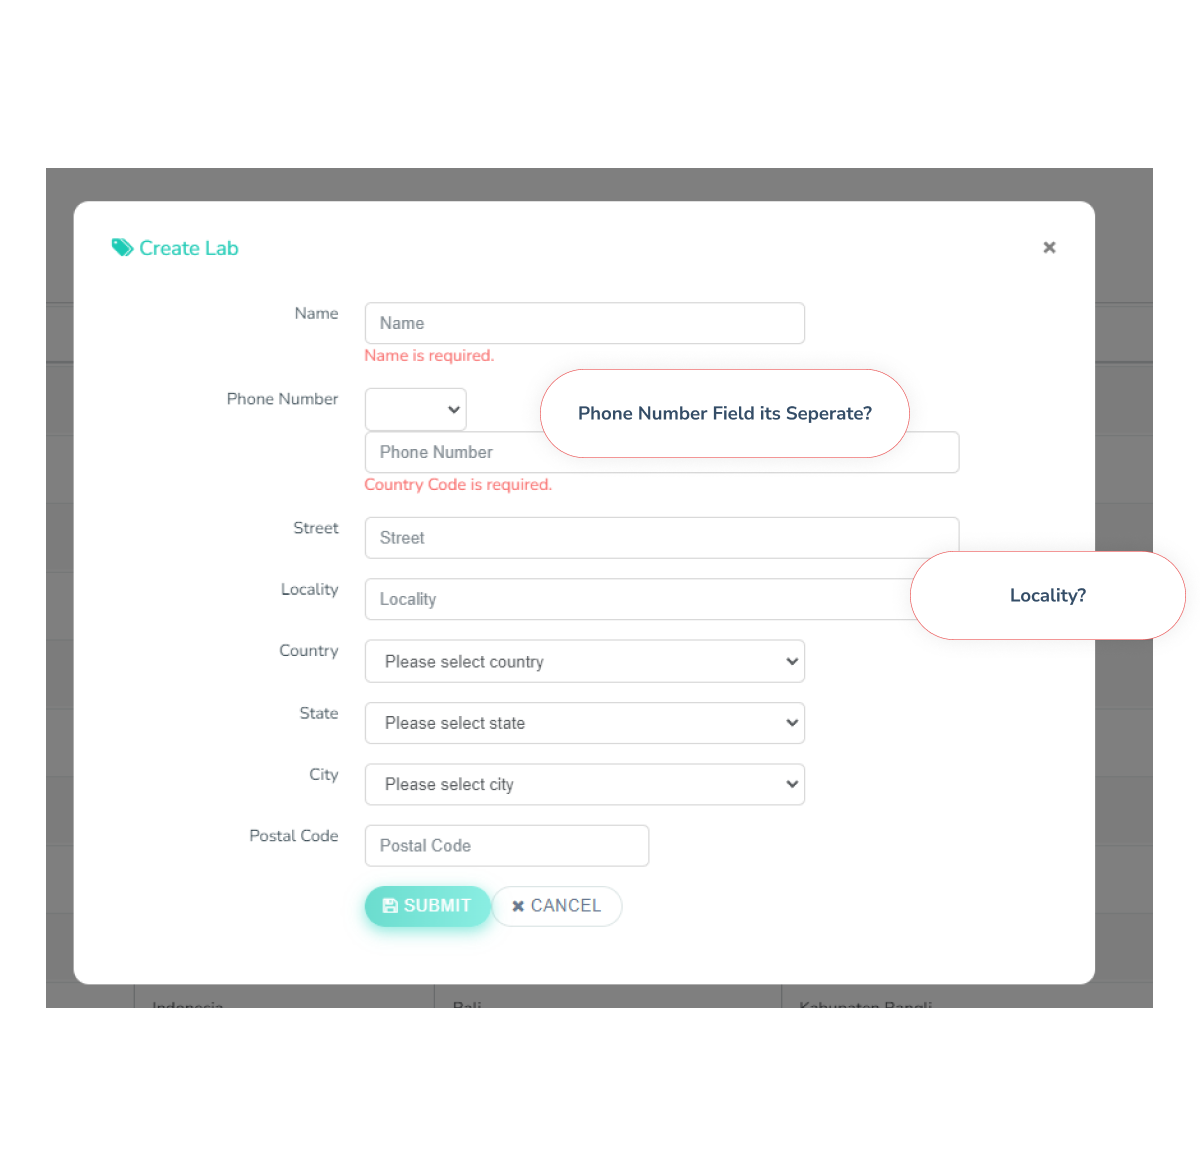 Create Lab
Name
Name
Name is required.
Phone Number
Phone Number Field its Seperate?
Phone Number
Country Code is required.
Street
Street
Locality
Locality
Locality?
Country
Please select country
State
Please select state
City
Please select city
Postal Code
Postal Code
SUBMIT
CANCEL
Indonesia
Bali
Kabupaten Bangli